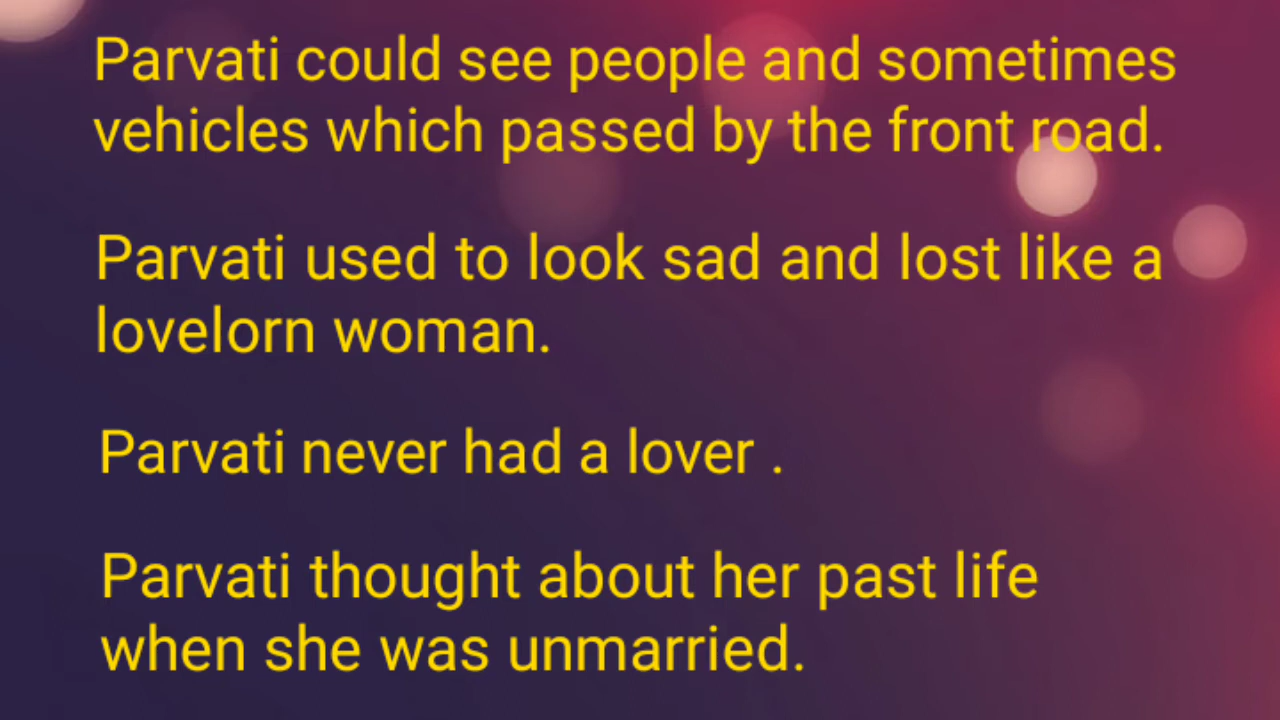 Parvati could see people and sometimes
vehicles which passed by the front road.
Parvati used to look sad and lost like a
lovelorn woman.
Parvati never had a lover .
Parvati thought about her past life
when she was unmarried.